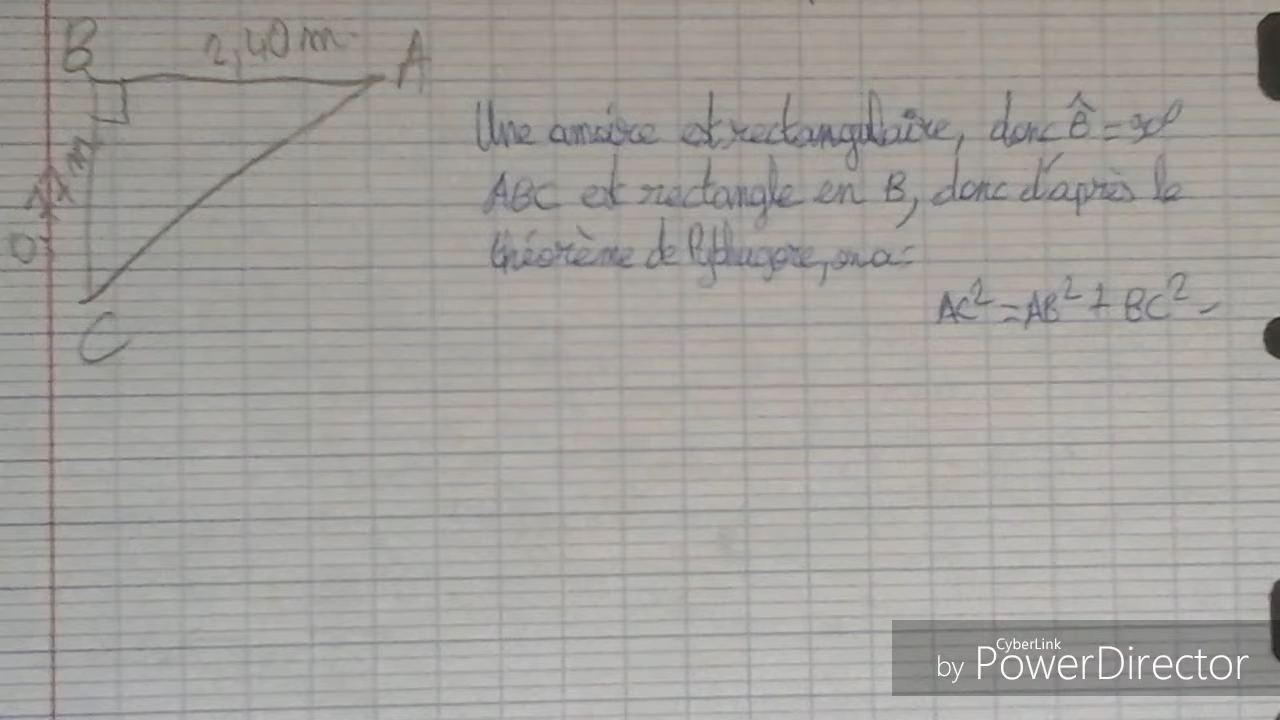 B 2,40 m A
Une armoire est rectangulaire, donc B̂ = 90°
ABC est rectangle en B, donc d'après le
théorème de Pythagore, on a :
AC² = AB² + BC²
m
C
CyberLink
by PowerDirector